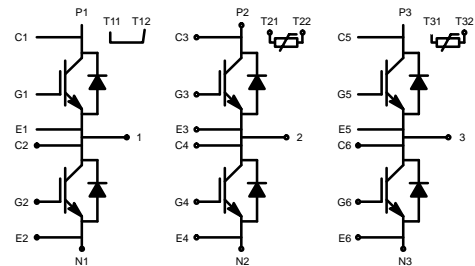 P1 P2 P3
T11 T12 T21 T22 T31 T32
C1 C3 C5
G1 G3 G5
E1 E3 E5
1 2 3
C2 C4 C6
G2 G4 G6
E2 E4 E6
N1 N2 N3